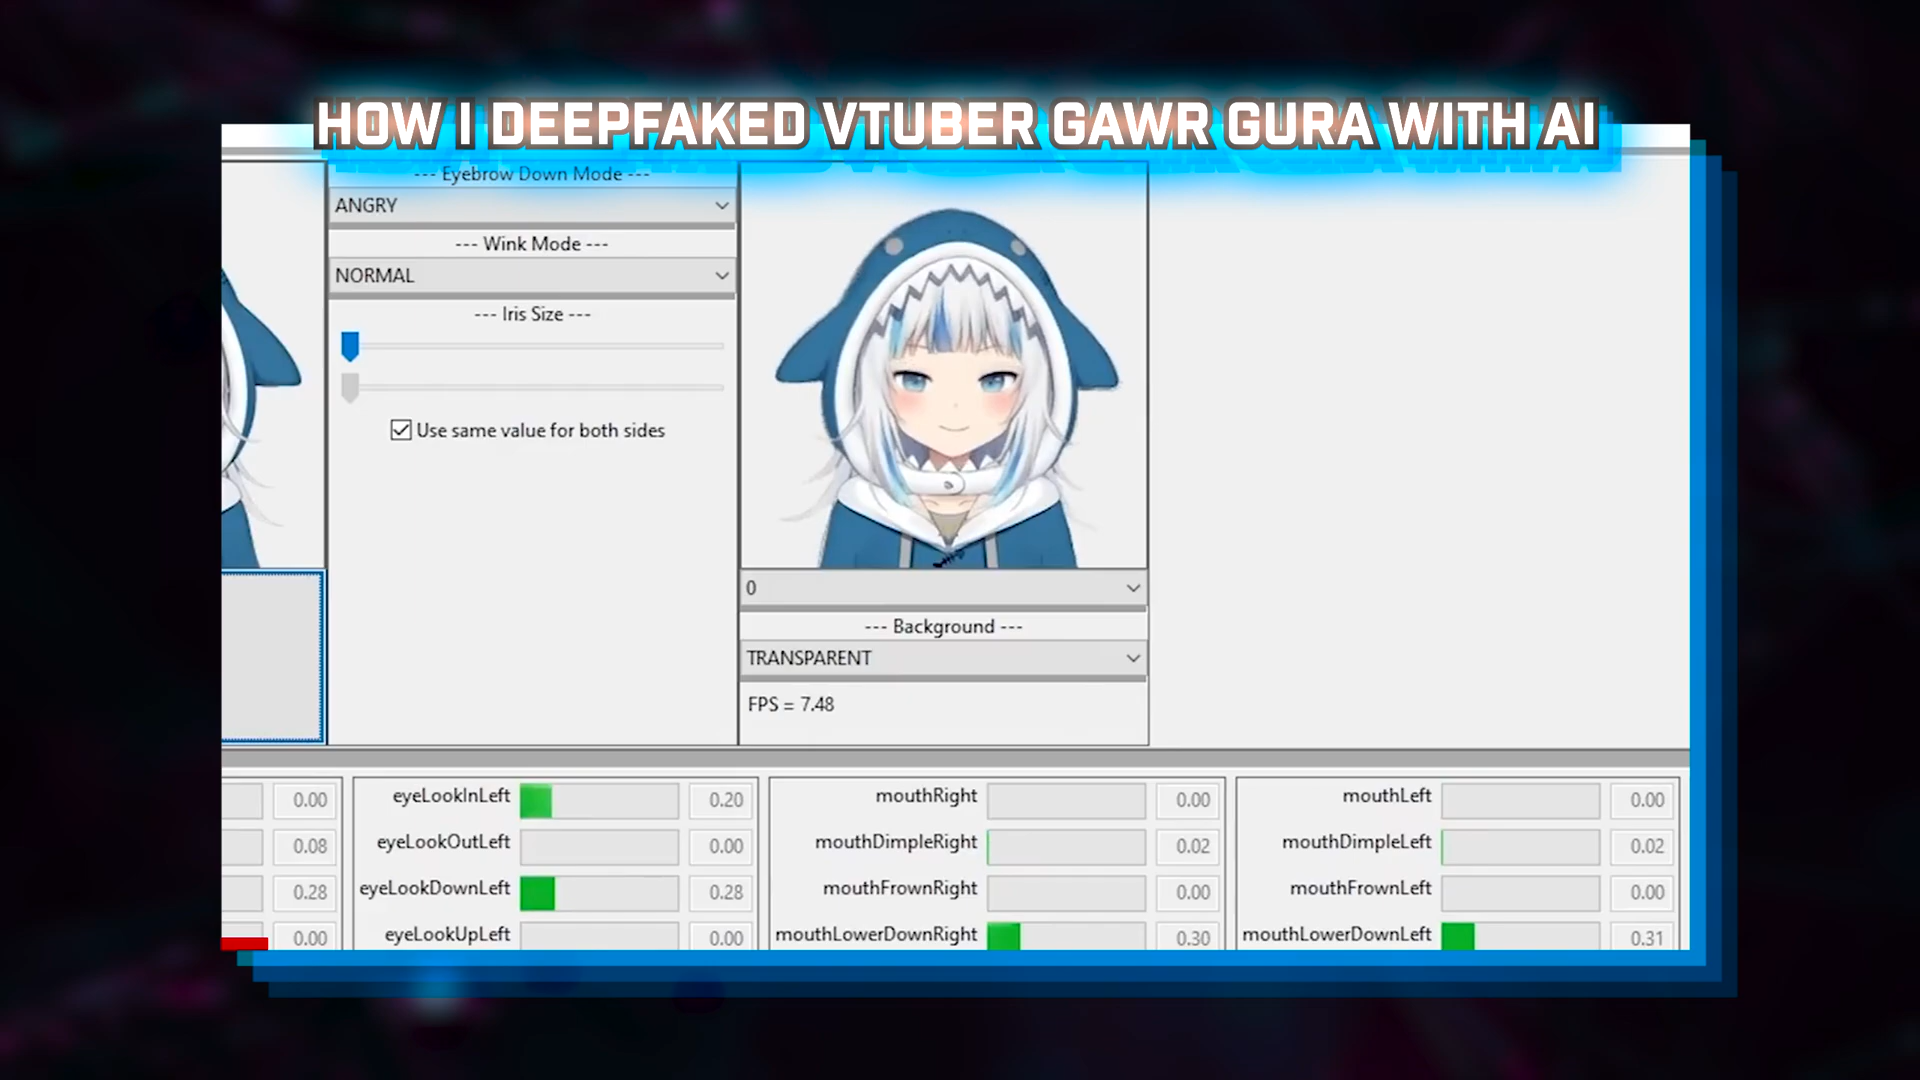 HOW I DEEPFAKED VTUBER GAWR GURA WITH AI
--- Eyebrow Down Mode ---
ANGRY
--- Wink Mode ---
NORMAL
--- Iris Size ---
Use same value for both sides
0
--- Background ---
TRANSPARENT
FPS = 7.48
0.00
0.08
0.28
0.00
eyeLookInLeft 0.20
eyeLookOutLeft 0.00
eyeLookDownLeft 0.28
eyeLookUpLeft 0.00
mouthRight 0.00
mouthDimpleRight 0.02
mouthFrownRight 0.00
mouthLowerDownRight 0.30
mouthLeft 0.00
mouthDimpleLeft 0.02
mouthFrownLeft 0.00
mouthLowerDownLeft 0.31